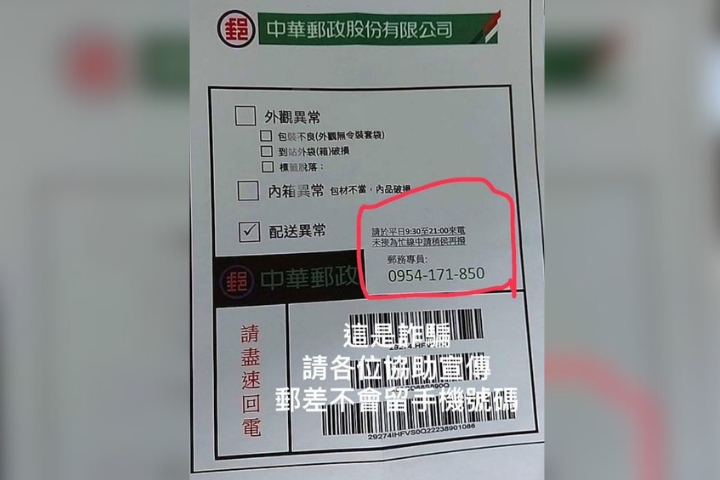 郵 中華郵政股份有限公司
外觀異常
包裝不良(外觀無令裝套袋)
到站外袋(箱)破損
標籤脫落：
內箱異常 包材不當，內品破損
配送異常
請於平日9:30至21:00來電
未接為忙線中請稍侯再撥
郵務專員:
0954-171-850
郵 中華郵政
請盡速回電
這是詐騙
請各位協助宣傳
郵差不會留手機號碼
29274IHFVS0Q22238901086